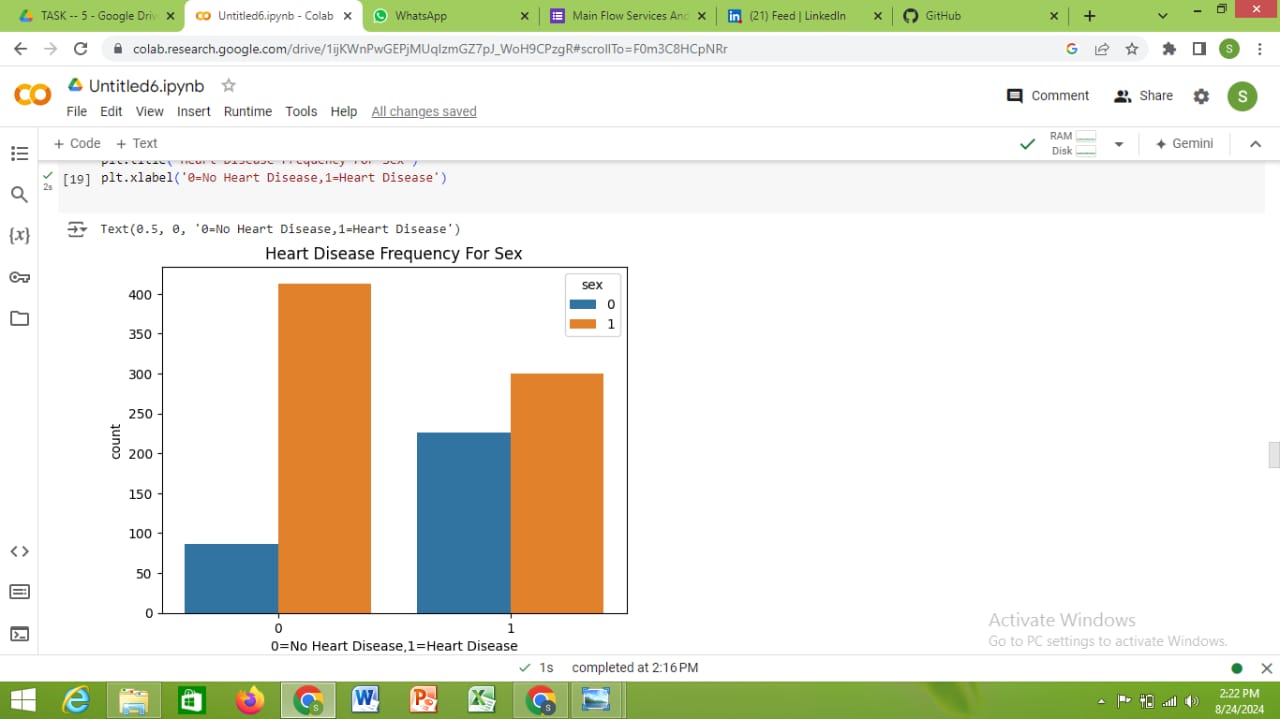 TASK -- 5 - Google Driv
Untitled6.ipynb - Colab
WhatsApp
Main Flow Services And
(21) Feed | LinkedIn
GitHub
colab.research.google.com/drive/1ijKWnPwGEPjMUqIzmGZ7pJ_WoH9CPzgR#scrollTo=F0m3C8HCpNRr
S
Untitled6.ipynb
File Edit View Insert Runtime Tools Help All changes saved
Comment
Share
S
+ Code + Text
RAM
Disk
Gemini
plt.title('Heart Disease Frequency For Sex')
2s
[19] plt.xlabel('0=No Heart Disease,1=Heart Disease')
Text(0.5, 0, '0=No Heart Disease,1=Heart Disease')
Heart Disease Frequency For Sex
sex
0
1
400
350
300
250
200
150
100
50
0
count
0 1
0=No Heart Disease,1=Heart Disease
Activate Windows
Go to PC settings to activate Windows.
1s completed at 2:16 PM
2:22 PM
8/24/2024